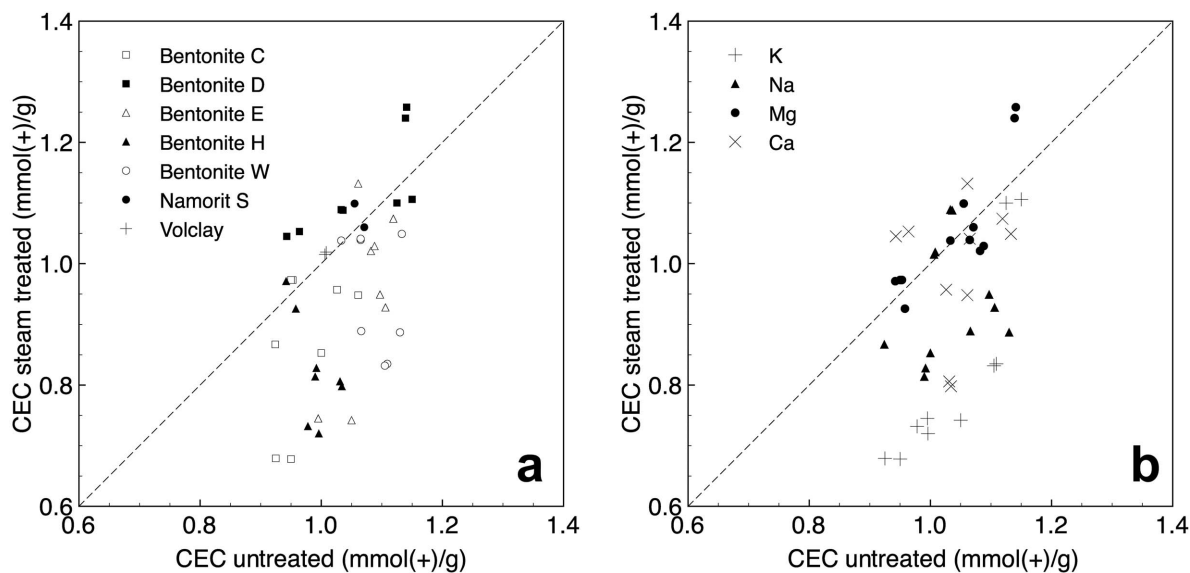 1.4
1.2
1.0
0.8
0.6
0.6
0.8
1.0
1.2
1.4
CEC steam treated (mmol(+)/g)
CEC untreated (mmol(+)/g)
Bentonite C
Bentonite D
Bentonite E
Bentonite H
Bentonite W
Namorit S
Volclay
a
1.4
1.2
1.0
0.8
0.6
0.6
0.8
1.0
1.2
1.4
CEC steam treated (mmol(+)/g)
CEC untreated (mmol(+)/g)
K
Na
Mg
Ca
b